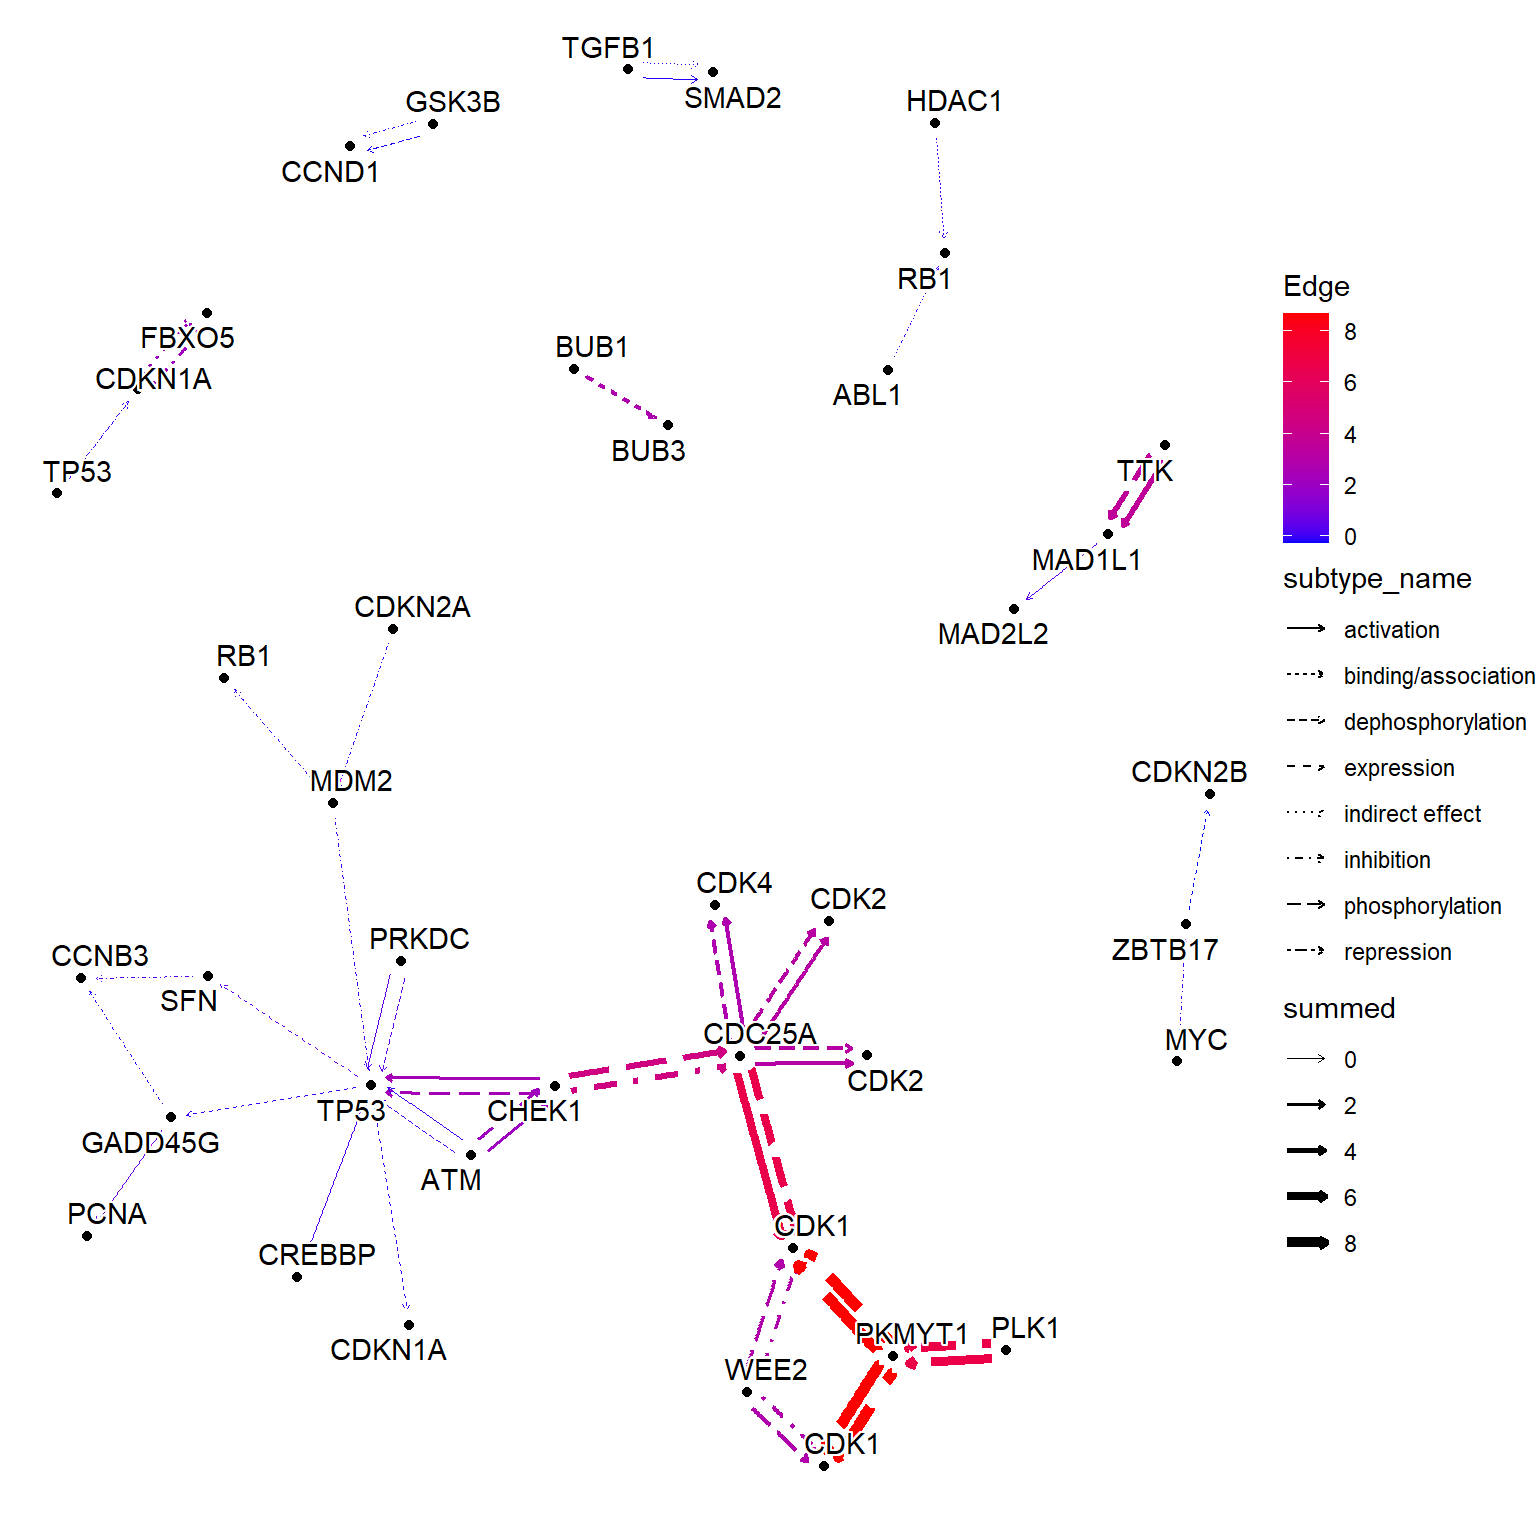 TGFB1
SMAD2
GSK3B
CCND1
HDAC1
RB1
ABL1
FBXO5
CDKN1A
TP53
BUB1
BUB3
TTK
MAD1L1
MAD2L2
CDKN2A
RB1
MDM2
CDKN2B
ZBTB17
MYC
CDK4
CDK2
CDC25A
CDK2
PRKDC
CCNB3
SFN
TP53
CHEK1
GADD45G
ATM
PCNA
CREBBP
CDKN1A
CDK1
PKMYT1
PLK1
WEE2
CDK1
Edge
8
6
4
2
0
subtype_name
activation
binding/association
dephosphorylation
expression
indirect effect
inhibition
phosphorylation
repression
summed
0
2
4
6
8